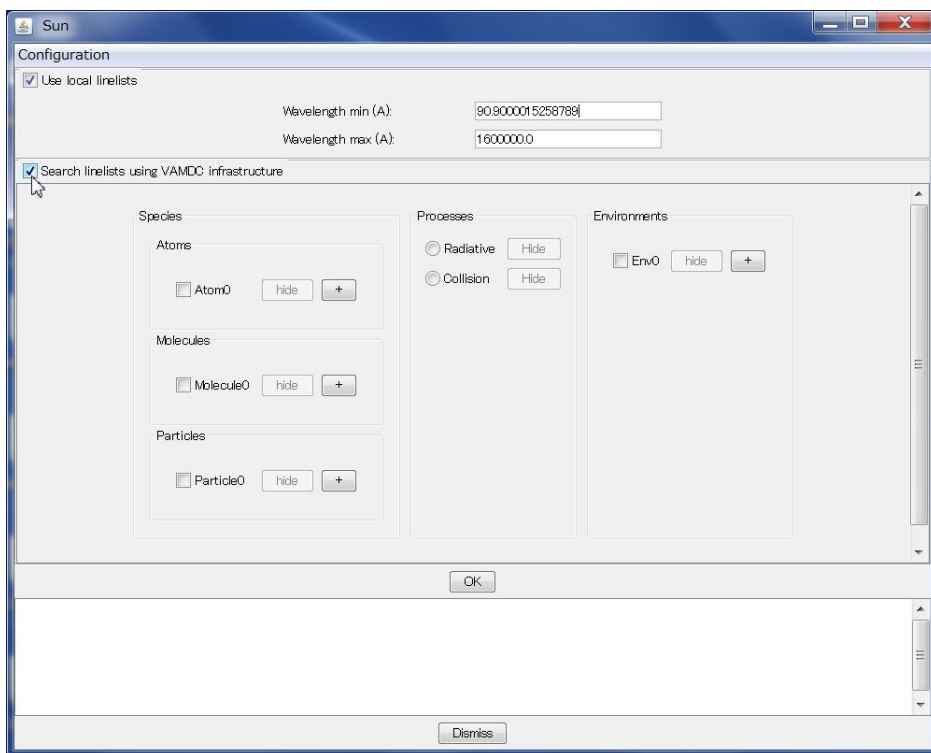 Sun
Configuration
Use local linelists
Wavelength min (A): 90.9000015258789
Wavelength max (A): 1600000.0
Search linelists using VAMDC infrastructure
Species
Atoms
Atom0 hide +
Molecules
Molecule0 hide +
Particles
Particle0 hide +
Processes
Radiative Hide
Collision Hide
Environments
Env0 hide +
OK
Dismiss